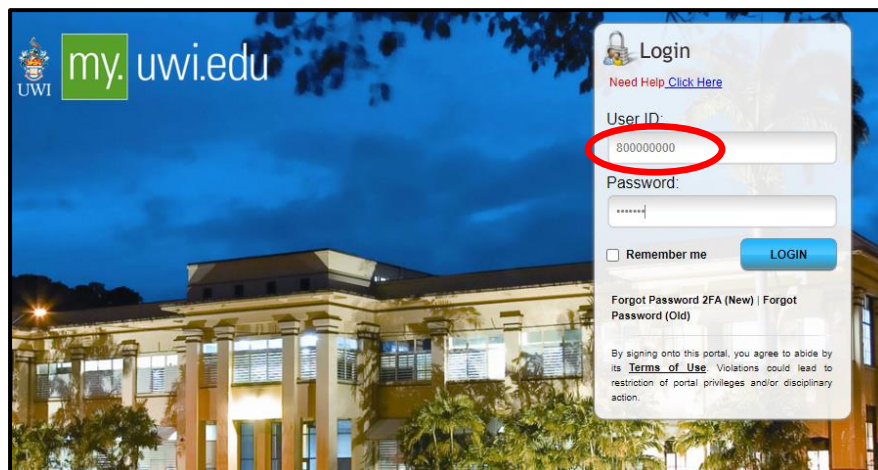 UWI
my. uwi.edu
Login
Need Help Click Here
User ID:
800000000
Password:
•••••••
Remember me
LOGIN
Forgot Password 2FA (New) | Forgot
Password (Old)
By signing onto this portal, you agree to abide by
its Terms of Use. Violations could lead to
restriction of portal privileges and/or disciplinary
action.